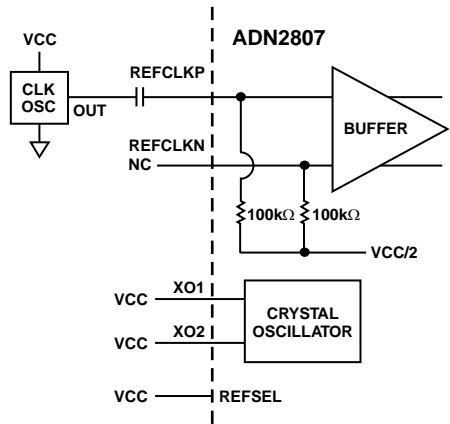 ADN2807
VCC
REFCLKP
CLK
OSC
OUT
BUFFER
REFCLKN
NC
100kΩ
100kΩ
VCC/2
XO1
VCC
CRYSTAL
OSCILLATOR
XO2
VCC
VCC
REFSEL